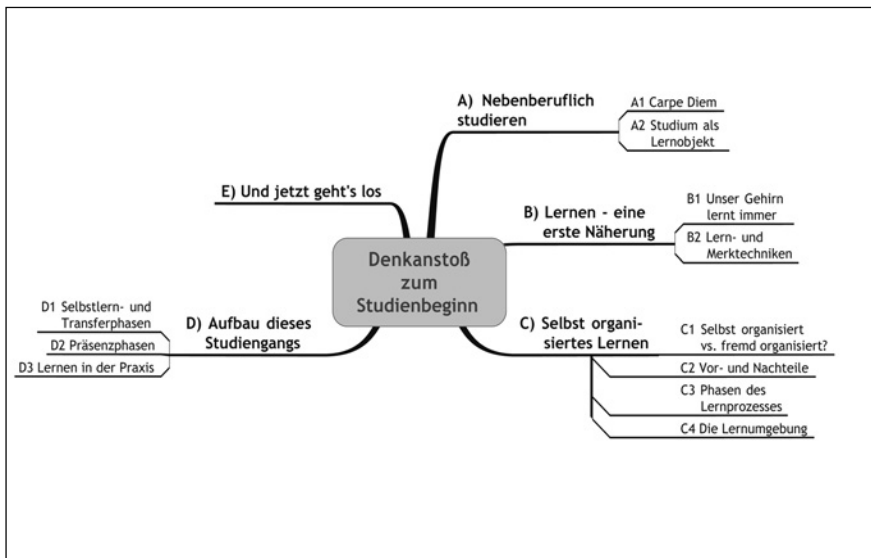 Denkanstoß
zum
Studienbeginn
A) Nebenberuflich
studieren
A1 Carpe Diem
A2 Studium als
Lernobjekt
B) Lernen - eine
erste Näherung
B1 Unser Gehirn
lernt immer
B2 Lern- und
Merktechniken
C) Selbst organi-
siertes Lernen
C1 Selbst organisiert
vs. fremd organisiert?
C2 Vor- und Nachteile
C3 Phasen des
Lernprozesses
C4 Die Lernumgebung
D) Aufbau dieses
Studiengangs
D1 Selbstlern- und
Transferphasen
D2 Präsenzphasen
D3 Lernen in der Praxis
E) Und jetzt geht's los